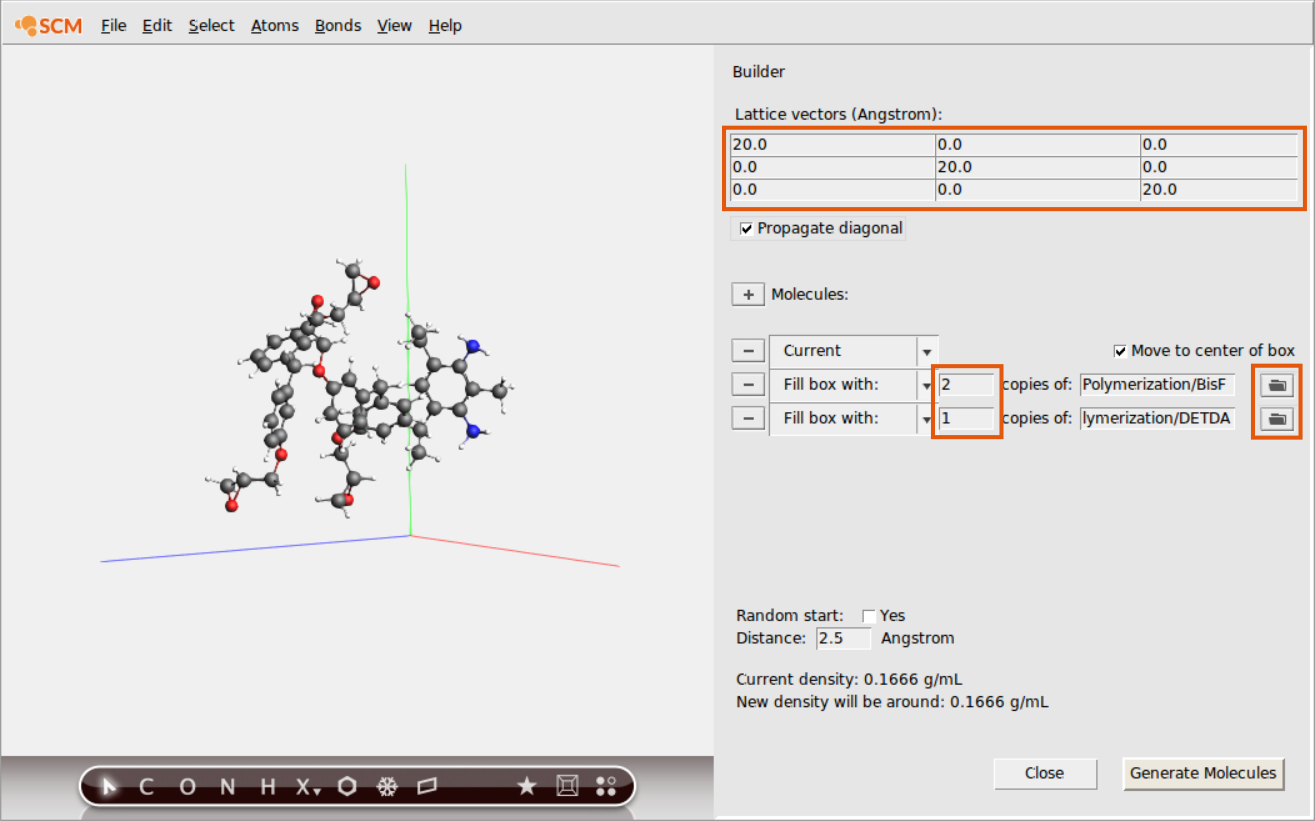 SCM File Edit Select Atoms Bonds View Help
Builder
Lattice vectors (Angstrom):
20.0 0.0 0.0
0.0 20.0 0.0
0.0 0.0 20.0
Propagate diagonal
+ Molecules:
− Current Move to center of box
− Fill box with: 2 copies of: Polymerization/BisF
− Fill box with: 1 copies of: lymerization/DETDA
Random start: Yes
Distance: 2.5 Angstrom
Current density: 0.1666 g/mL
New density will be around: 0.1666 g/mL
C O N H X
Close Generate Molecules